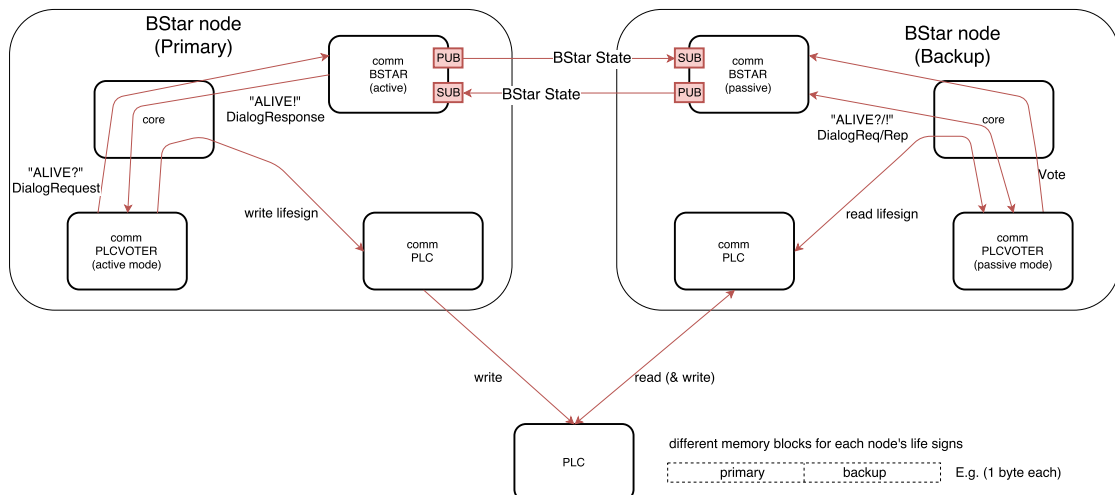 BStar node
(Primary)
BStar node
(Backup)
comm
BSTAR
(active)
PUB
SUB
BStar State
BStar State
SUB
PUB
comm
BSTAR
(passive)
core
"ALIVE!"
DialogResponse
"ALIVE?/!"
DialogReq/Rep
core
"ALIVE?"
DialogRequest
Vote
write lifesign
read lifesign
comm
PLCVOTER
(active mode)
comm
PLC
comm
PLC
comm
PLCVOTER
(passive mode)
write
read (& write)
PLC
different memory blocks for each node's life signs
primary
backup
E.g. (1 byte each)